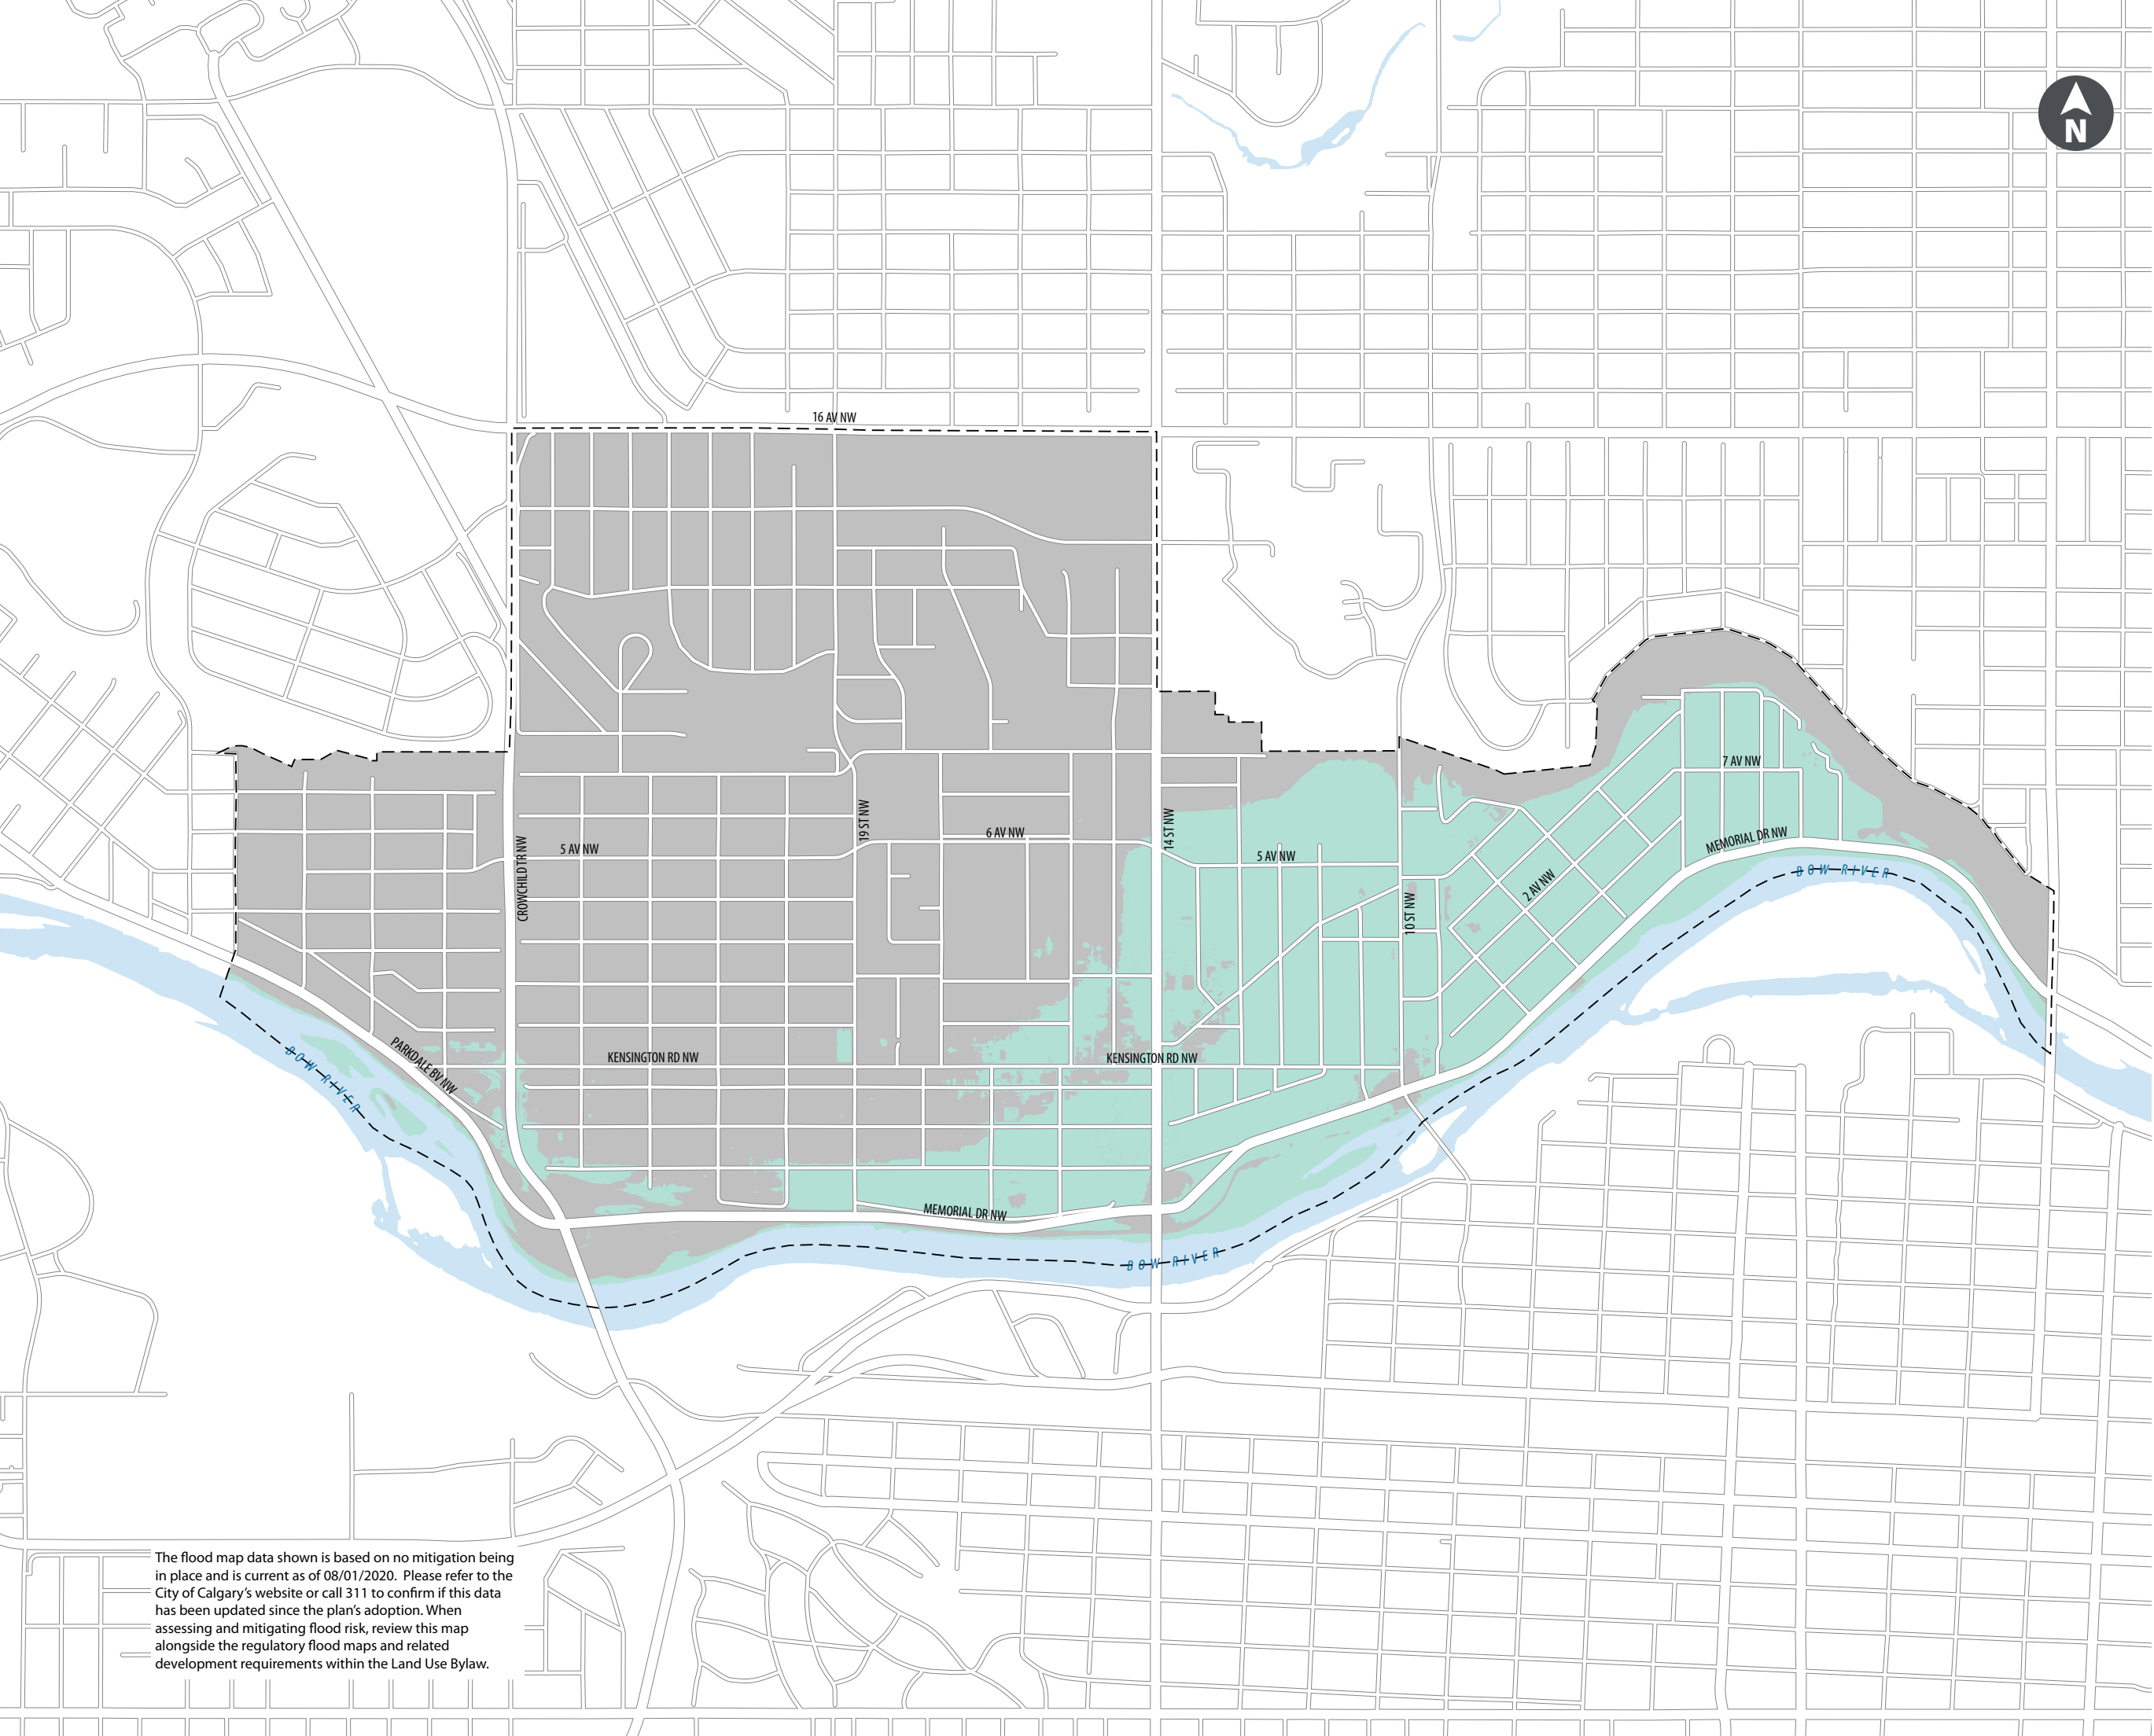 N
16 AV NW
7 AV NW
19 ST NW
14 ST NW
6 AV NW
5 AV NW
5 AV NW
MEMORIAL DR NW
BOW RIVER
CROWCHILD TR NW
2 AV NW
10 ST NW
PARKDALE BV NW
KENSINGTON RD NW
KENSINGTON RD NW
BOW RIVER
MEMORIAL DR NW
BOW RIVER
The flood map data shown is based on no mitigation being
in place and is current as of 08/01/2020. Please refer to the
City of Calgary's website or call 311 to confirm if this data
has been updated since the plan's adoption. When
assessing and mitigating flood risk, review this map
alongside the regulatory flood maps and related
development requirements within the Land Use Bylaw.